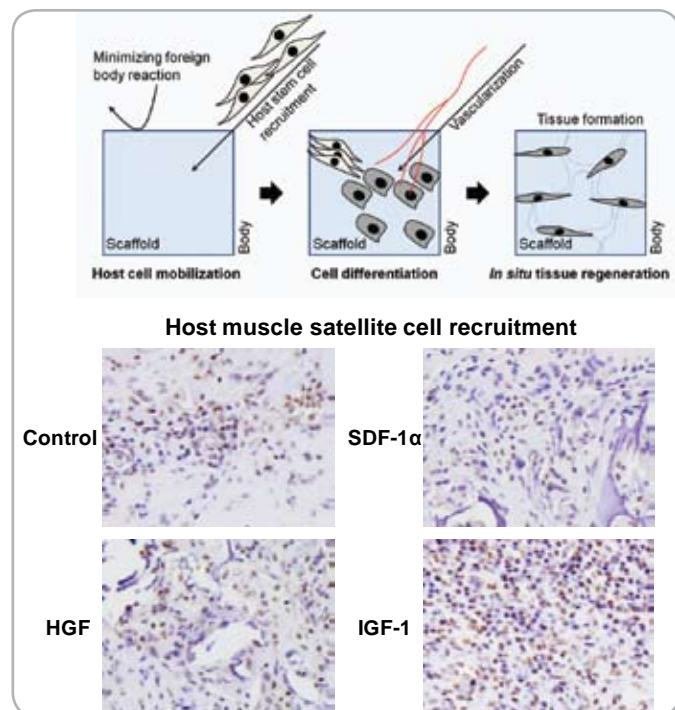 Minimizing foreign
body reaction
Host stem cell
recruitment
Scaffold
Body
Host cell mobilization
Vascularization
Scaffold
Body
Cell differentiation
Tissue formation
Scaffold
Body
In situ tissue regeneration
Host muscle satellite cell recruitment
Control
SDF-1α
HGF
IGF-1